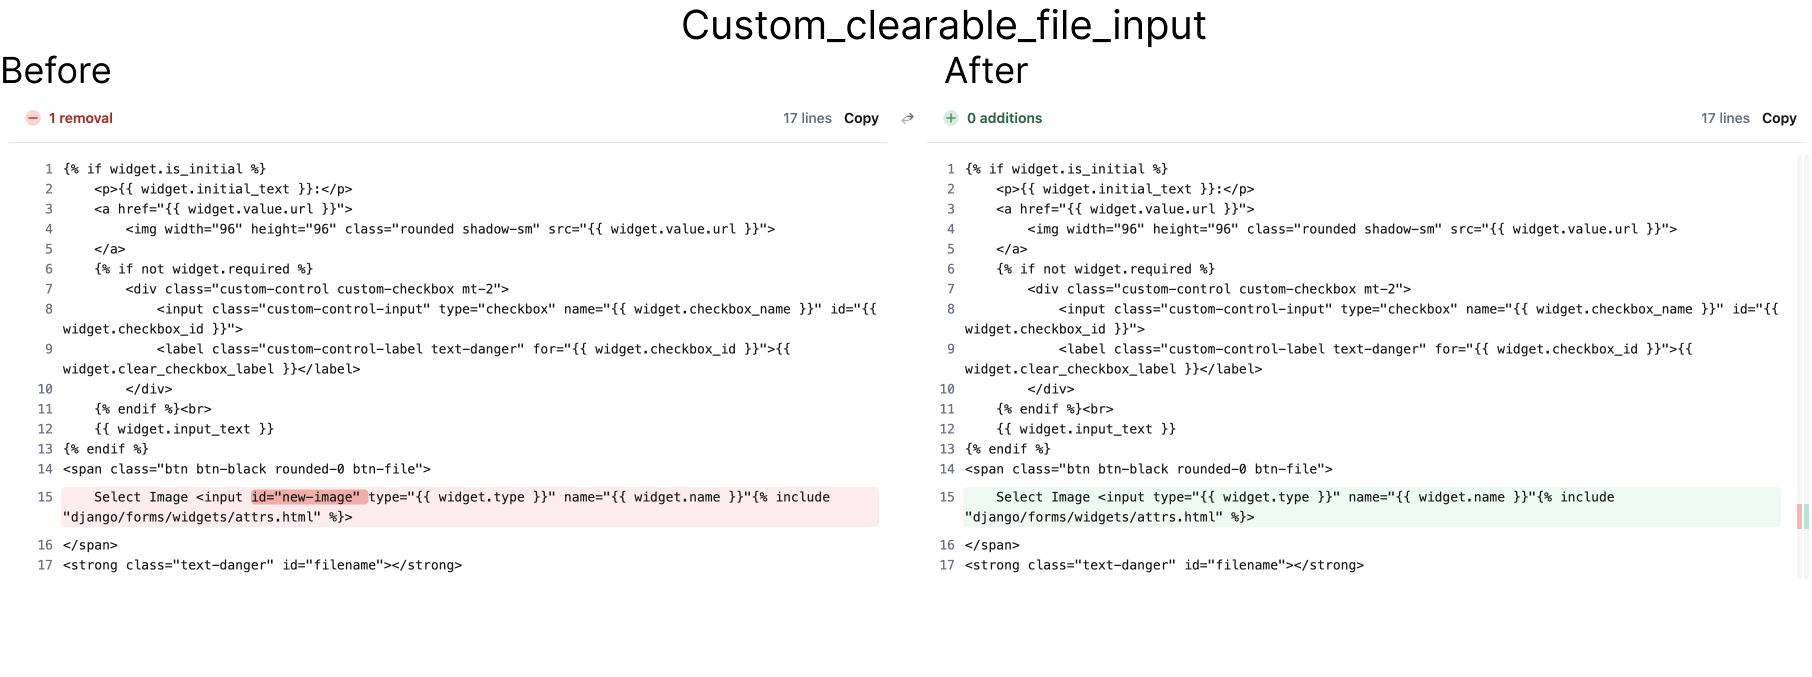 Custom_clearable_file_input
Before
1 removal 17 lines Copy
1 {% if widget.is_initial %}
2     <p>{{ widget.initial_text }}:</p>
3     <a href="{{ widget.value.url }}">
4         <img width="96" height="96" class="rounded shadow-sm" src="{{ widget.value.url }}">
5     </a>
6     {% if not widget.required %}
7         <div class="custom-control custom-checkbox mt-2">
8             <input class="custom-control-input" type="checkbox" name="{{ widget.checkbox_name }}" id="{{
widget.checkbox_id }}">
9             <label class="custom-control-label text-danger" for="{{ widget.checkbox_id }}">{{
widget.clear_checkbox_label }}</label>
10         </div>
11     {% endif %}<br>
12     {{ widget.input_text }}
13 {% endif %}
14 <span class="btn btn-black rounded-0 btn-file">
15     Select Image <input id="new-image" type="{{ widget.type }}" name="{{ widget.name }}"{% include
"django/forms/widgets/attrs.html" %}>
16 </span>
17 <strong class="text-danger" id="filename"></strong>
After
0 additions 17 lines Copy
1 {% if widget.is_initial %}
2     <p>{{ widget.initial_text }}:</p>
3     <a href="{{ widget.value.url }}">
4         <img width="96" height="96" class="rounded shadow-sm" src="{{ widget.value.url }}">
5     </a>
6     {% if not widget.required %}
7         <div class="custom-control custom-checkbox mt-2">
8             <input class="custom-control-input" type="checkbox" name="{{ widget.checkbox_name }}" id="{{
widget.checkbox_id }}">
9             <label class="custom-control-label text-danger" for="{{ widget.checkbox_id }}">{{
widget.clear_checkbox_label }}</label>
10         </div>
11     {% endif %}<br>
12     {{ widget.input_text }}
13 {% endif %}
14 <span class="btn btn-black rounded-0 btn-file">
15     Select Image <input type="{{ widget.type }}" name="{{ widget.name }}"{% include
"django/forms/widgets/attrs.html" %}>
16 </span>
17 <strong class="text-danger" id="filename"></strong>